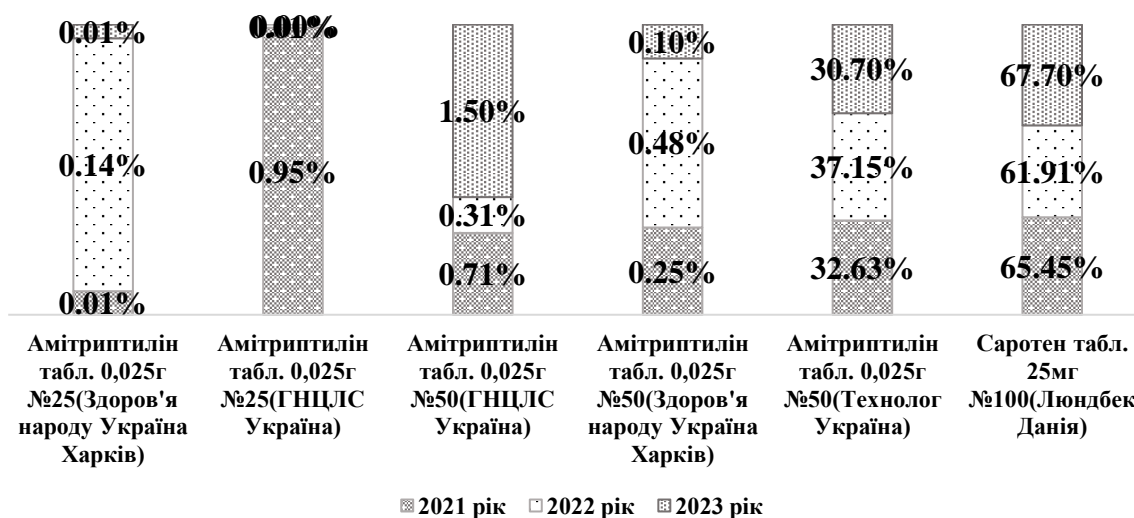 0.01% 0.10% 30.70% 67.70%
1.50%
0.14% 0.95% 0.48% 37.15% 61.91%
0.31%
0.01% 0.71% 0.25% 32.63% 65.45%
Амітриптилін табл. 0,025г №25(Здоров'я народу Україна Харків)
Амітриптилін табл. 0,025г №25(ГНЦЛС Україна)
Амітриптилін табл. 0,025г №50(ГНЦЛС Україна)
Амітриптилін табл. 0,025г №50(Здоров'я народу Україна Харків)
Амітриптилін табл. 0,025г №50(Технолог Україна)
Саротен табл. 25мг №100(Люндбек Данія)
2021 рік 2022 рік 2023 рік